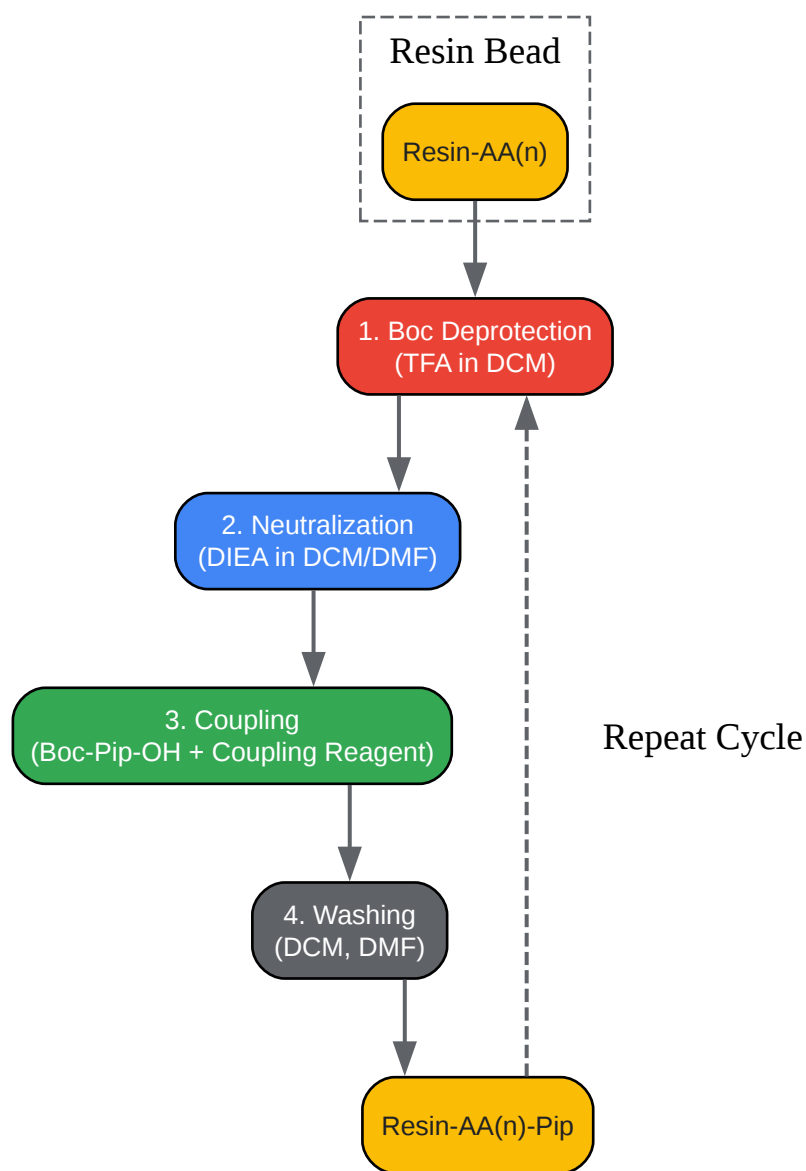 Resin Bead
Resin-AA(n)
1. Boc Deprotection
(TFA in DCM)
2. Neutralization
(DIEA in DCM/DMF)
3. Coupling
(Boc-Pip-OH + Coupling Reagent)
Repeat Cycle
4. Washing
(DCM, DMF)
Resin-AA(n)-Pip